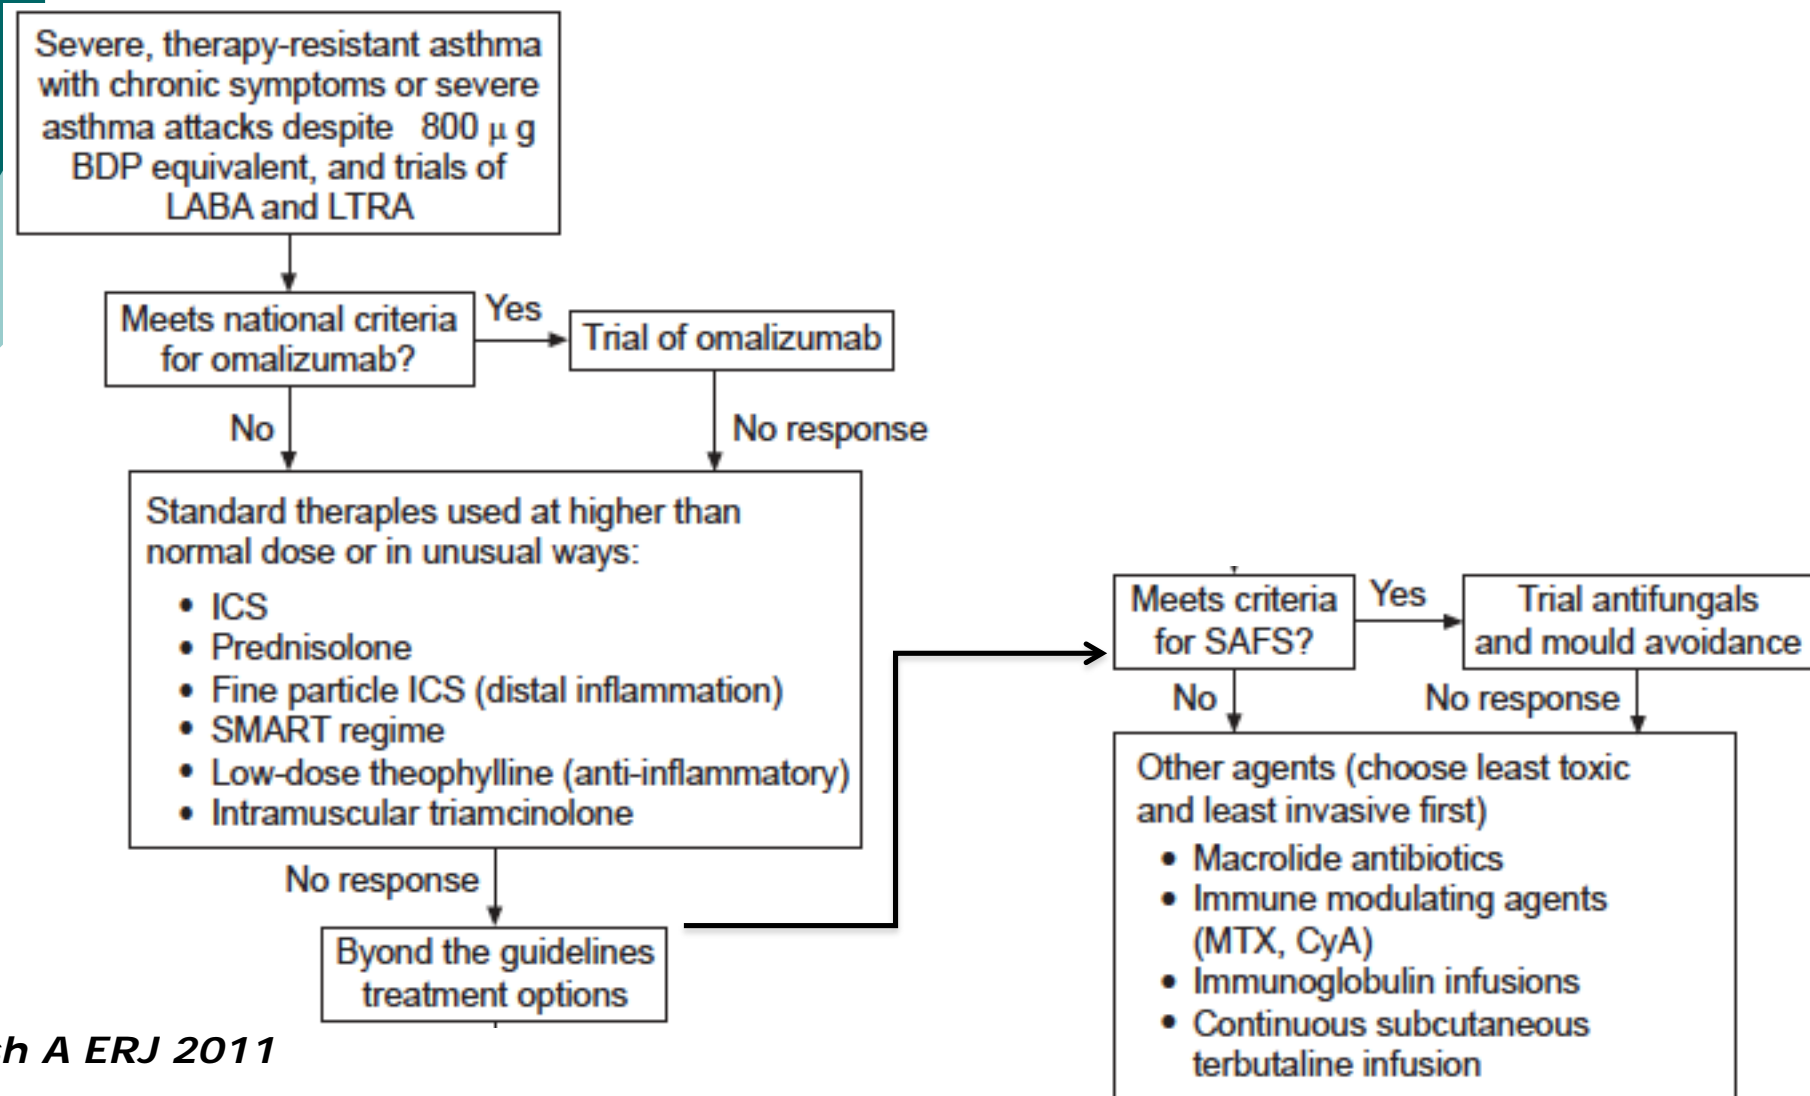 Severe, therapy-resistant asthma
with chronic symptoms or severe
asthma attacks despite 800 μ g
BDP equivalent, and trials of
LABA and LTRA
Meets national criteria
for omalizumab?
Yes
Trial of omalizumab
No
No response
Standard theraples used at higher than
normal dose or in unusual ways:
• ICS
• Prednisolone
• Fine particle ICS (distal inflammation)
• SMART regime
• Low-dose theophylline (anti-inflammatory)
• Intramuscular triamcinolone
No response
Byond the guidelines
treatment options
Meets criteria
for SAFS?
Yes
Trial antifungals
and mould avoidance
No
No response
Other agents (choose least toxic
and least invasive first)
• Macrolide antibiotics
• Immune modulating agents
(MTX, CyA)
• Immunoglobulin infusions
• Continuous subcutaneous
terbutaline infusion
A ERJ 2011